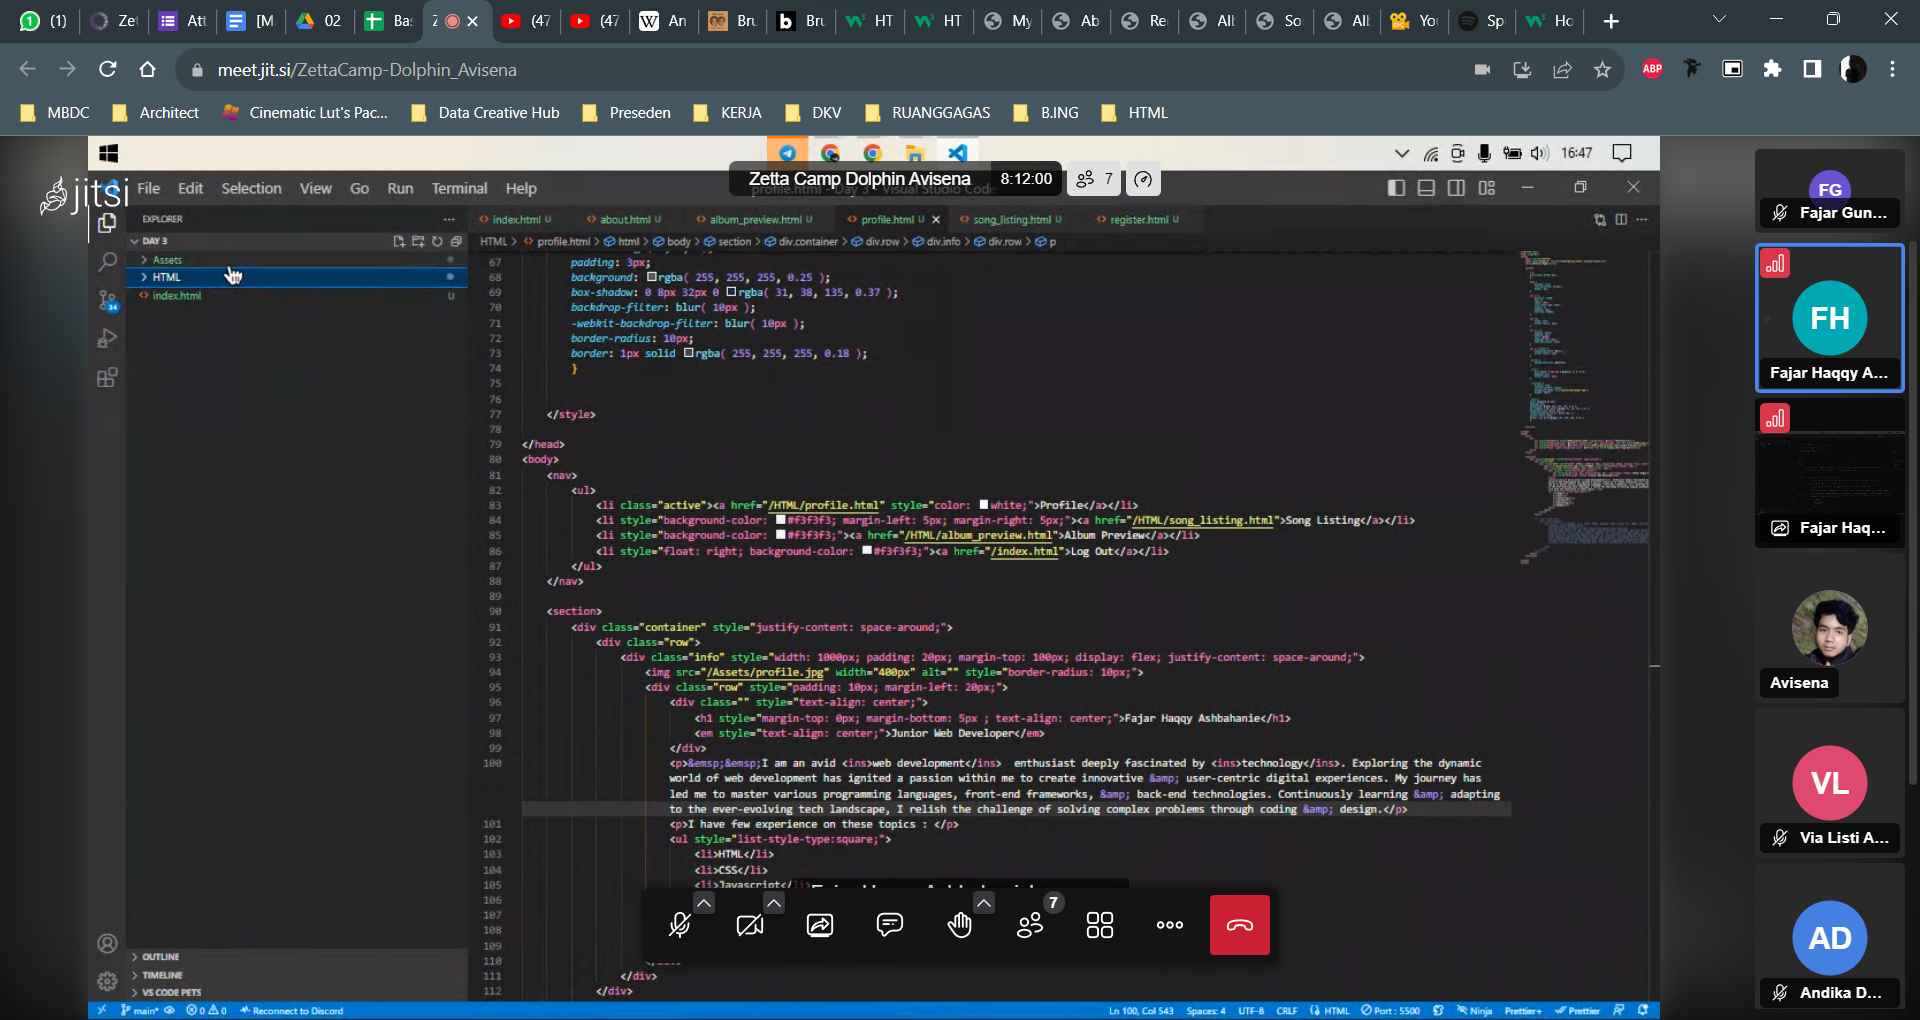 (1)
Zet
Att
[M
02
Bas
(47
(47
An
Bru
Bru
HT
HT
My
Ab
Re
Alb
So
Alb
You
Sp
Ho
meet.jit.si/ZettaCamp-Dolphin_Avisena
ABP
MBDC
Architect
Cinematic Lut's Pac...
Data Creative Hub
Preseden
KERJA
DKV
RUANGGAGAS
B.ING
HTML
16:47
jitsi
File Edit Selection View Go Run Terminal Help
Zetta Camp Dolphin Avisena 8:12:00 7
EXPLORER
DAY 3
Assets
HTML
index.html U
34
index.html U
about.html U
album_preview.html U
profile.html U
song_listing.html U
register.html U
HTML > profile.html > html > body > section > div.container > div.row > div.info > div.row > p
67 padding: 3px;
68 background: rgba( 255, 255, 255, 0.25 );
69 box-shadow: 0 8px 32px 0 rgba( 31, 38, 135, 0.37 );
70 backdrop-filter: blur( 10px );
71 -webkit-backdrop-filter: blur( 10px );
72 border-radius: 10px;
73 border: 1px solid rgba( 255, 255, 255, 0.18 );
74 }
75
76
77 </style>
78
79 </head>
80 <body>
81 <nav>
82 <ul>
83 <li class="active"><a href="/HTML/profile.html" style="color: white;">Profile</a></li>
84 <li style="background-color: #f3f3f3; margin-left: 5px; margin-right: 5px;"><a href="/HTML/song_listing.html">Song Listing</a></li>
85 <li style="background-color: #f3f3f3;"><a href="/HTML/album_preview.html">Album Preview</a></li>
86 <li style="float: right; background-color: #f3f3f3;"><a href="/index.html">Log Out</a></li>
87 </ul>
88 </nav>
89
90 <section>
91 <div class="container" style="justify-content: space-around;">
92 <div class="row">
93 <div class="info" style="width: 1000px; padding: 20px; margin-top: 100px; display: flex; justify-content: space-around;">
94 <img src="/Assets/profile.jpg" width="400px" alt="" style="border-radius: 10px;">
95 <div class="row" style="padding: 10px; margin-left: 20px;">
96 <div class="" style="text-align: center;">
97 <h1 style="margin-top: 0px; margin-bottom: 5px ; text-align: center;">Fajar Haqqy Ashbahanie</h1>
98 <em style="text-align: center;">Junior Web Developer</em>
99 </div>
100 <p>&emsp;&emsp;I am an avid <ins>web development</ins> enthusiast deeply fascinated by <ins>technology</ins>. Exploring the dynamic
world of web development has ignited a passion within me to create innovative &amp; user-centric digital experiences. My journey has
led me to master various programming languages, front-end frameworks, &amp; back-end technologies. Continuously learning &amp; adapting
to the ever-evolving tech landscape, I relish the challenge of solving complex problems through coding &amp; design.</p>
101 <p>I have few experience on these topics : </p>
102 <ul style="list-style-type:square;">
103 <li>HTML</li>
104 <li>CSS</li>
105 <li>Javascript</li>
106
107
108
109
110
111 </div>
112 </div>
7
OUTLINE
TIMELINE
VS CODE PETS
main* 0 0 Reconnect to Discord
Ln 100, Col 543 Spaces: 4 UTF-8 CRLF HTML Port : 5500 Ninja Prettier+ Prettier
FG
Fajar Gun...
FH
Fajar Haqqy A...
Fajar Haq...
Avisena
VL
Via Listi A...
AD
Andika D...